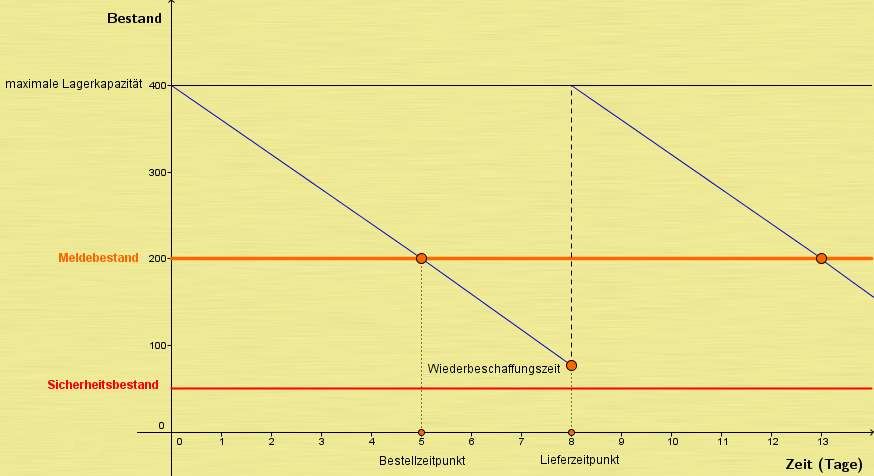 Bestand
maximale Lagerkapazität 400
300
Meldebestand 200
100
Wiederbeschaffungszeit
Sicherheitsbestand
0
0 1 2 3 4 5 6 7 8 9 10 11 12 13
Bestellzeitpunkt Lieferzeitpunkt
Zeit (Tage)